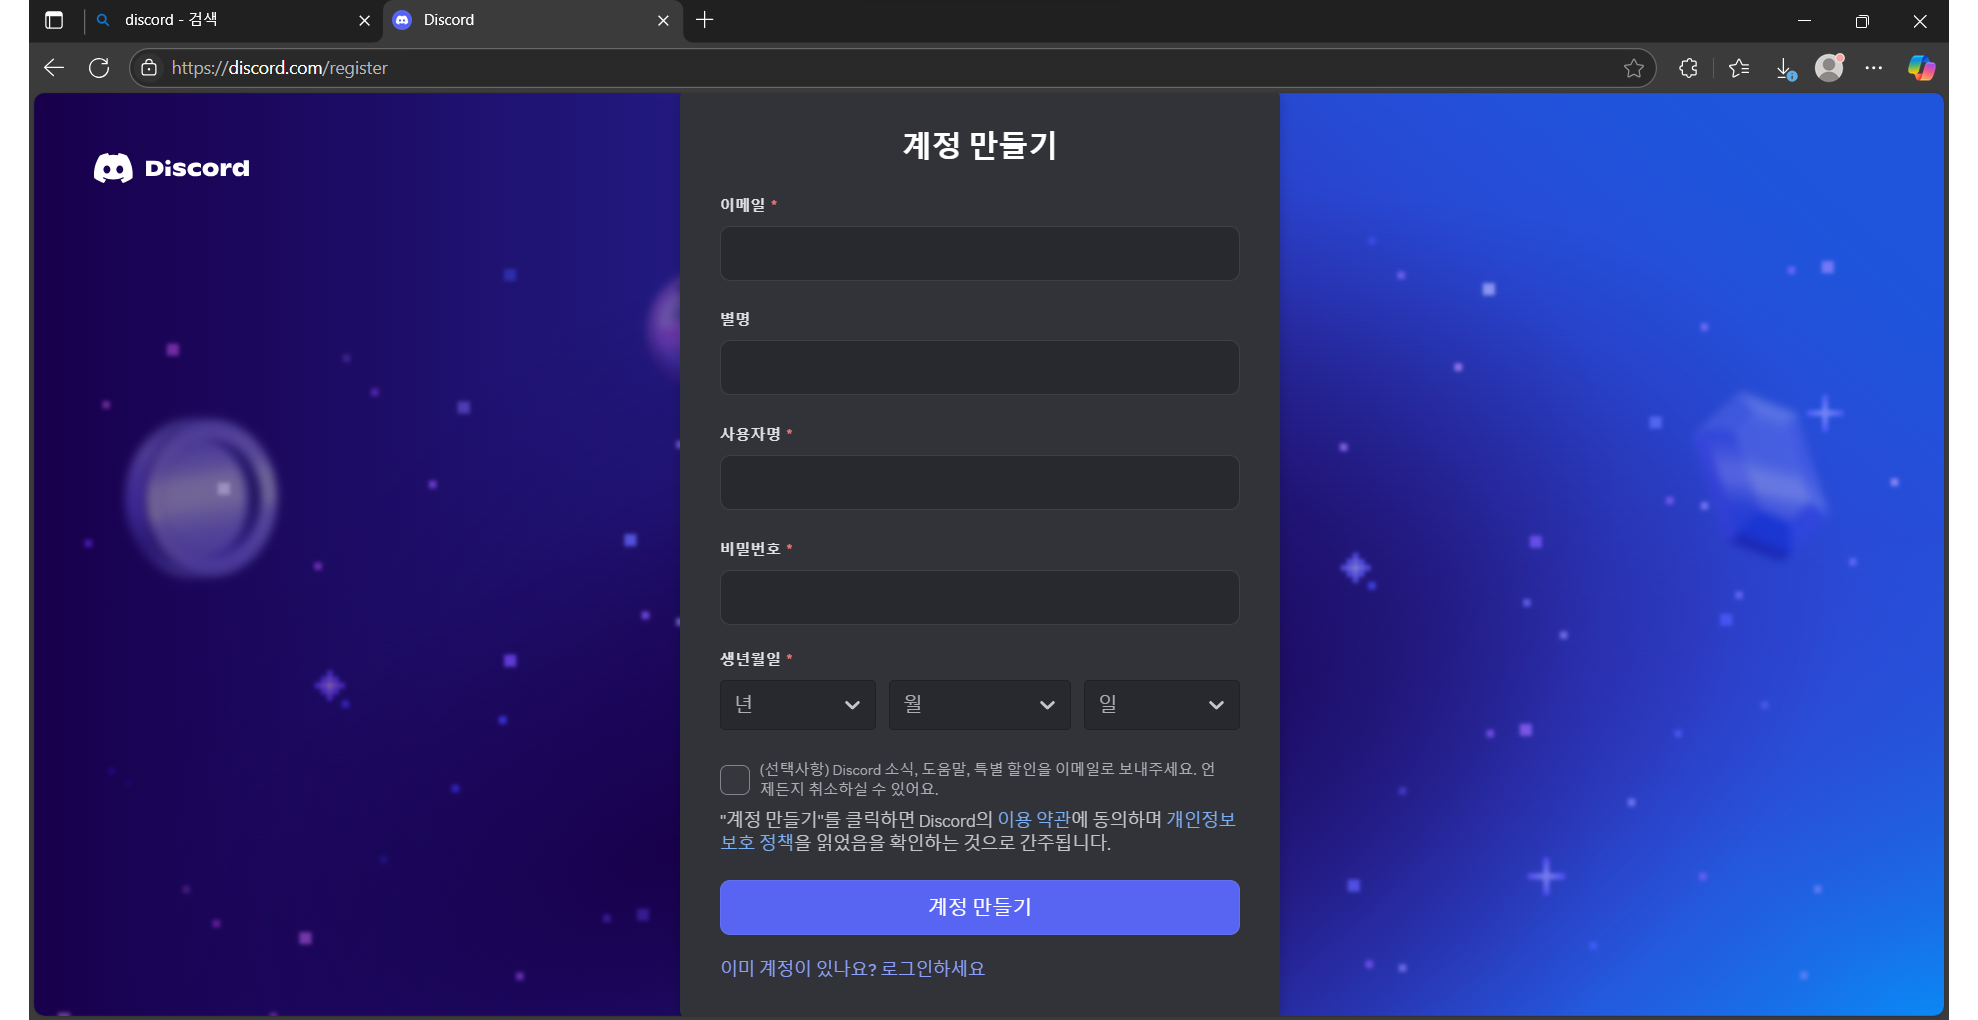 discord - 검색
Discord
https://discord.com/register
Discord
계정 만들기
이메일 *
별명
사용자명 *
비밀번호 *
생년월일 *
년
월
일
(선택사항) Discord 소식, 도움말, 특별 할인을 이메일로 보내주세요. 언
제든지 취소하실 수 있어요.
"계정 만들기"를 클릭하면 Discord의 이용 약관에 동의하며 개인정보
보호 정책을 읽었음을 확인하는 것으로 간주됩니다.
계정 만들기
이미 계정이 있나요? 로그인하세요